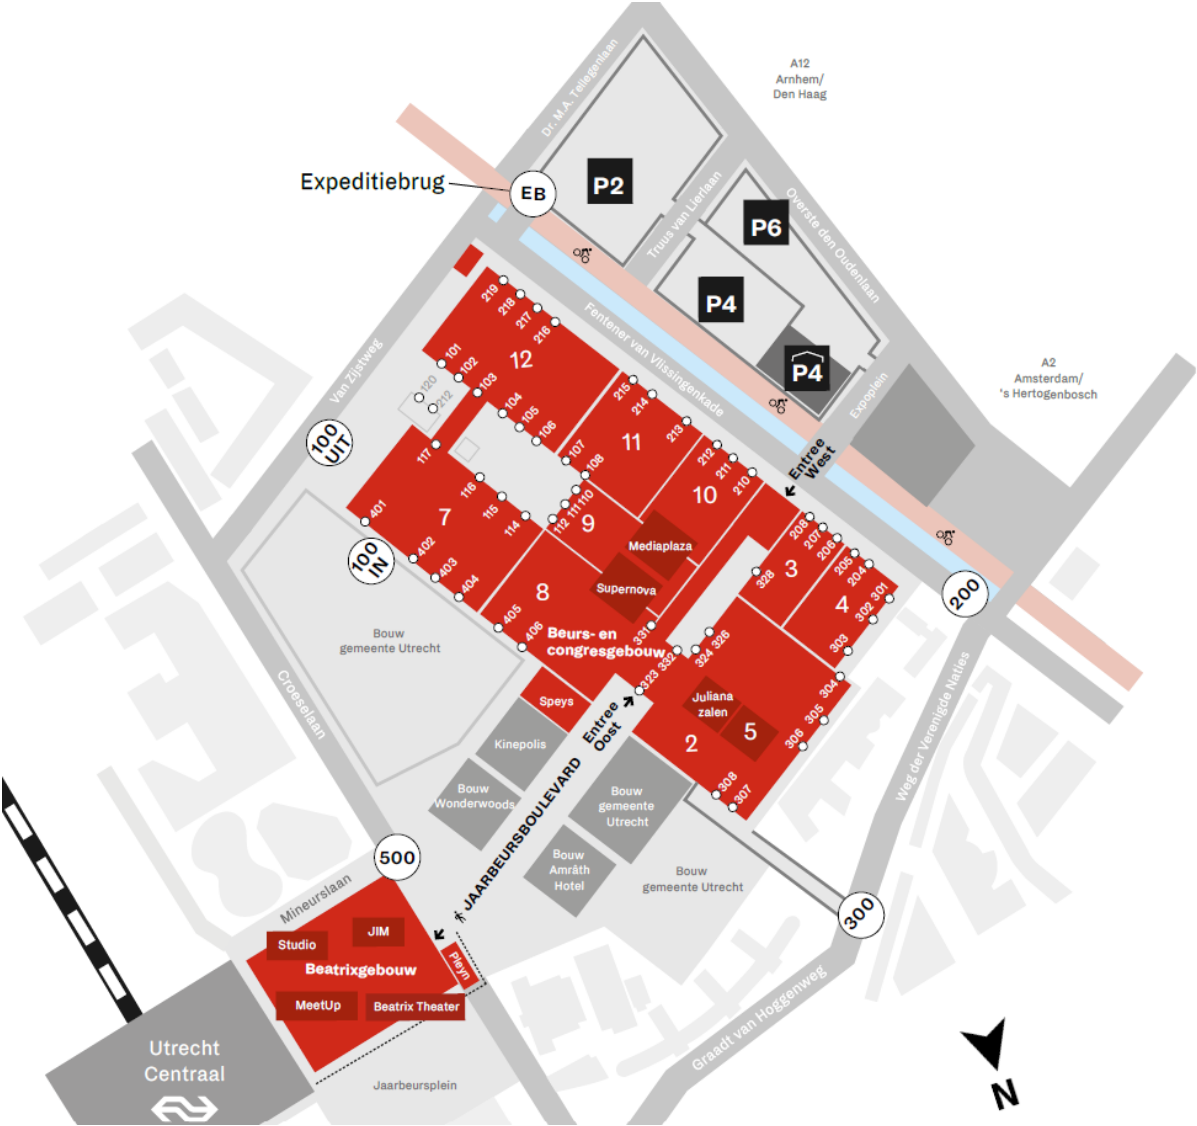 A12
Arnhem/
Den Haag
Dr. M.A. Tellegenlaan
Expeditiebrug
EB
P2
Truus van Lierlaan
P6
Overste den Oudenlaan
P4
P4
Expoplein
A2
Amsterdam/
's Hertogenbosch
Fentener van Vlissingenkade
Van Zijstweg
Entree
West
219
218
217
216
12
101
102
103
104
105
106
107
108
120
212
100
UIT
215
214
213
212
211
210
11
10
9
110
111
112
117
116
115
114
7
401
402
403
404
100
IN
405
406
8
Mediaplaza
Supernova
Beurs- en
congresgebouw
331
332
323
324
326
328
208
207
206
205
204
3
4
301
302
303
304
305
306
200
Juliana
zalen
5
2
308
307
Bouw
gemeente Utrecht
Croeselaan
Speys
Kinepolis
Bouw
Wonderwoods
Entree
Oost
JAARBEURSBOULEVARD
Bouw
gemeente
Utrecht
Bouw
Amrâth
Hotel
Bouw
gemeente Utrecht
Weg der Verenigde Naties
300
Graadt van Hoggenweg
500
Mineurslaan
Studio
JIM
Beatrixgebouw
MeetUp
Beatrix Theater
Pleyn
Utrecht
Centraal
Jaarbeursplein
N